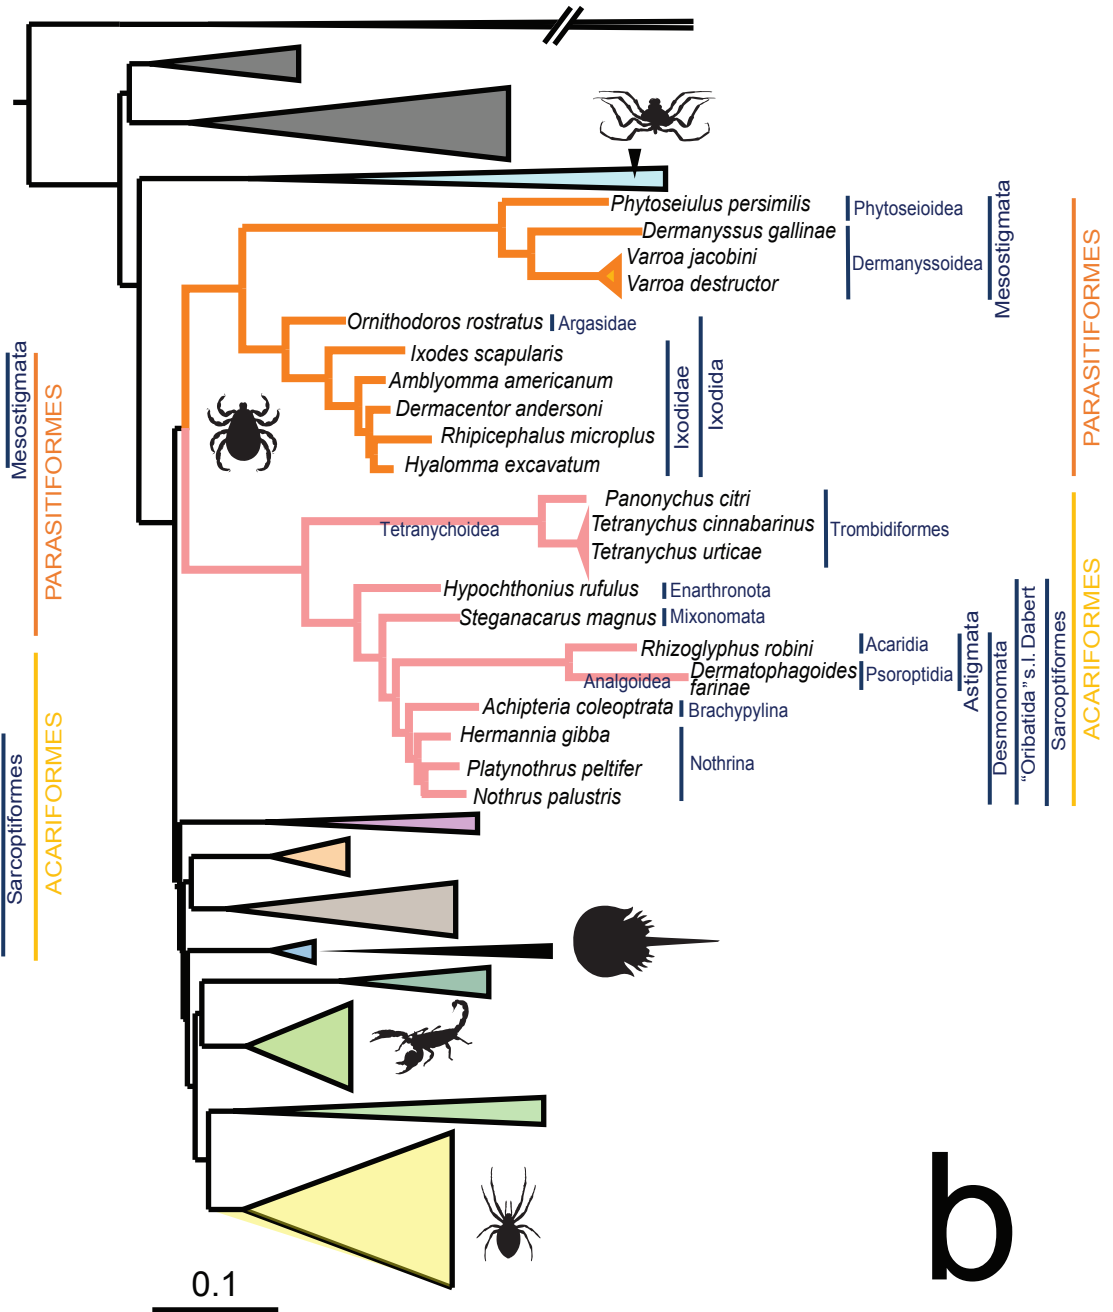 Phytoseiulus persimilis
Phytoseioidea
Dermanyssus gallinae
Varroa jacobini
Dermanyssoidea
Varroa destructor
Mesostigmata
PARASITIFORMES
Ornithodoros rostratus
Argasidae
Ixodes scapularis
Amblyomma americanum
Dermacentor andersoni
Rhipicephalus microplus
Hyalomma excavatum
Ixodidae
Ixodida
Mesostigmata
PARASITIFORMES
Panonychus citri
Tetranychoidea
Tetranychus cinnabarinus
Trombidiformes
Tetranychus urticae
Hypochthonius rufulus
Enarthronota
Steganacarus magnus
Mixonomata
Rhizoglyphus robini
Acaridia
Dermatophagoides
farinae
Psoroptidia
Analgoidea
Achipteria coleoptrata
Brachypylina
Hermannia gibba
Platynothrus peltifer
Nothrina
Nothrus palustris
Astigmata
Desmonomata
“Oribatida” s.l. Dabert
Sarcoptiformes
ACARIFORMES
Sarcoptiformes
ACARIFORMES
b
0.1